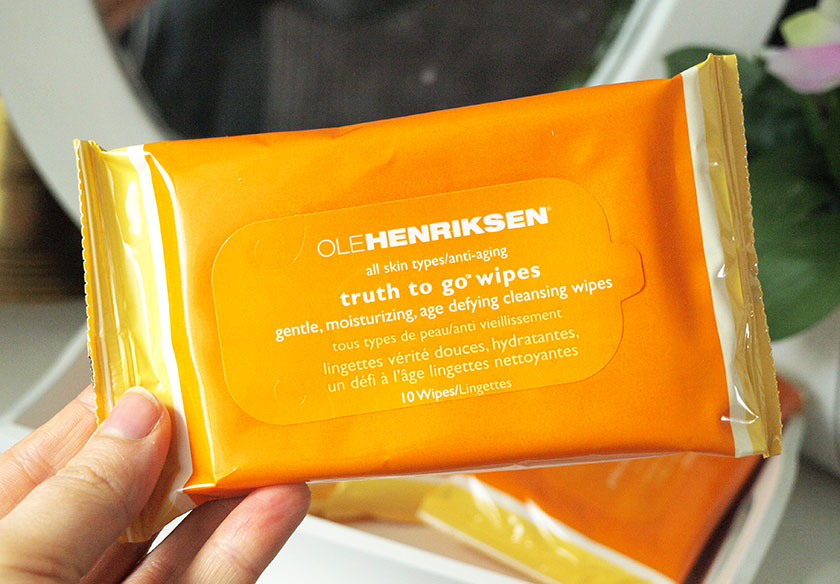 OLEHENRIKSEN®
all skin types/anti-aging
truth to go™ wipes
gentle, moisturizing, age defying cleansing wipes
tous types de peau/anti vieillissement
lingettes vérité douces, hydratantes,
un défi à l'âge lingettes nettoyantes
10 Wipes/Lingettes